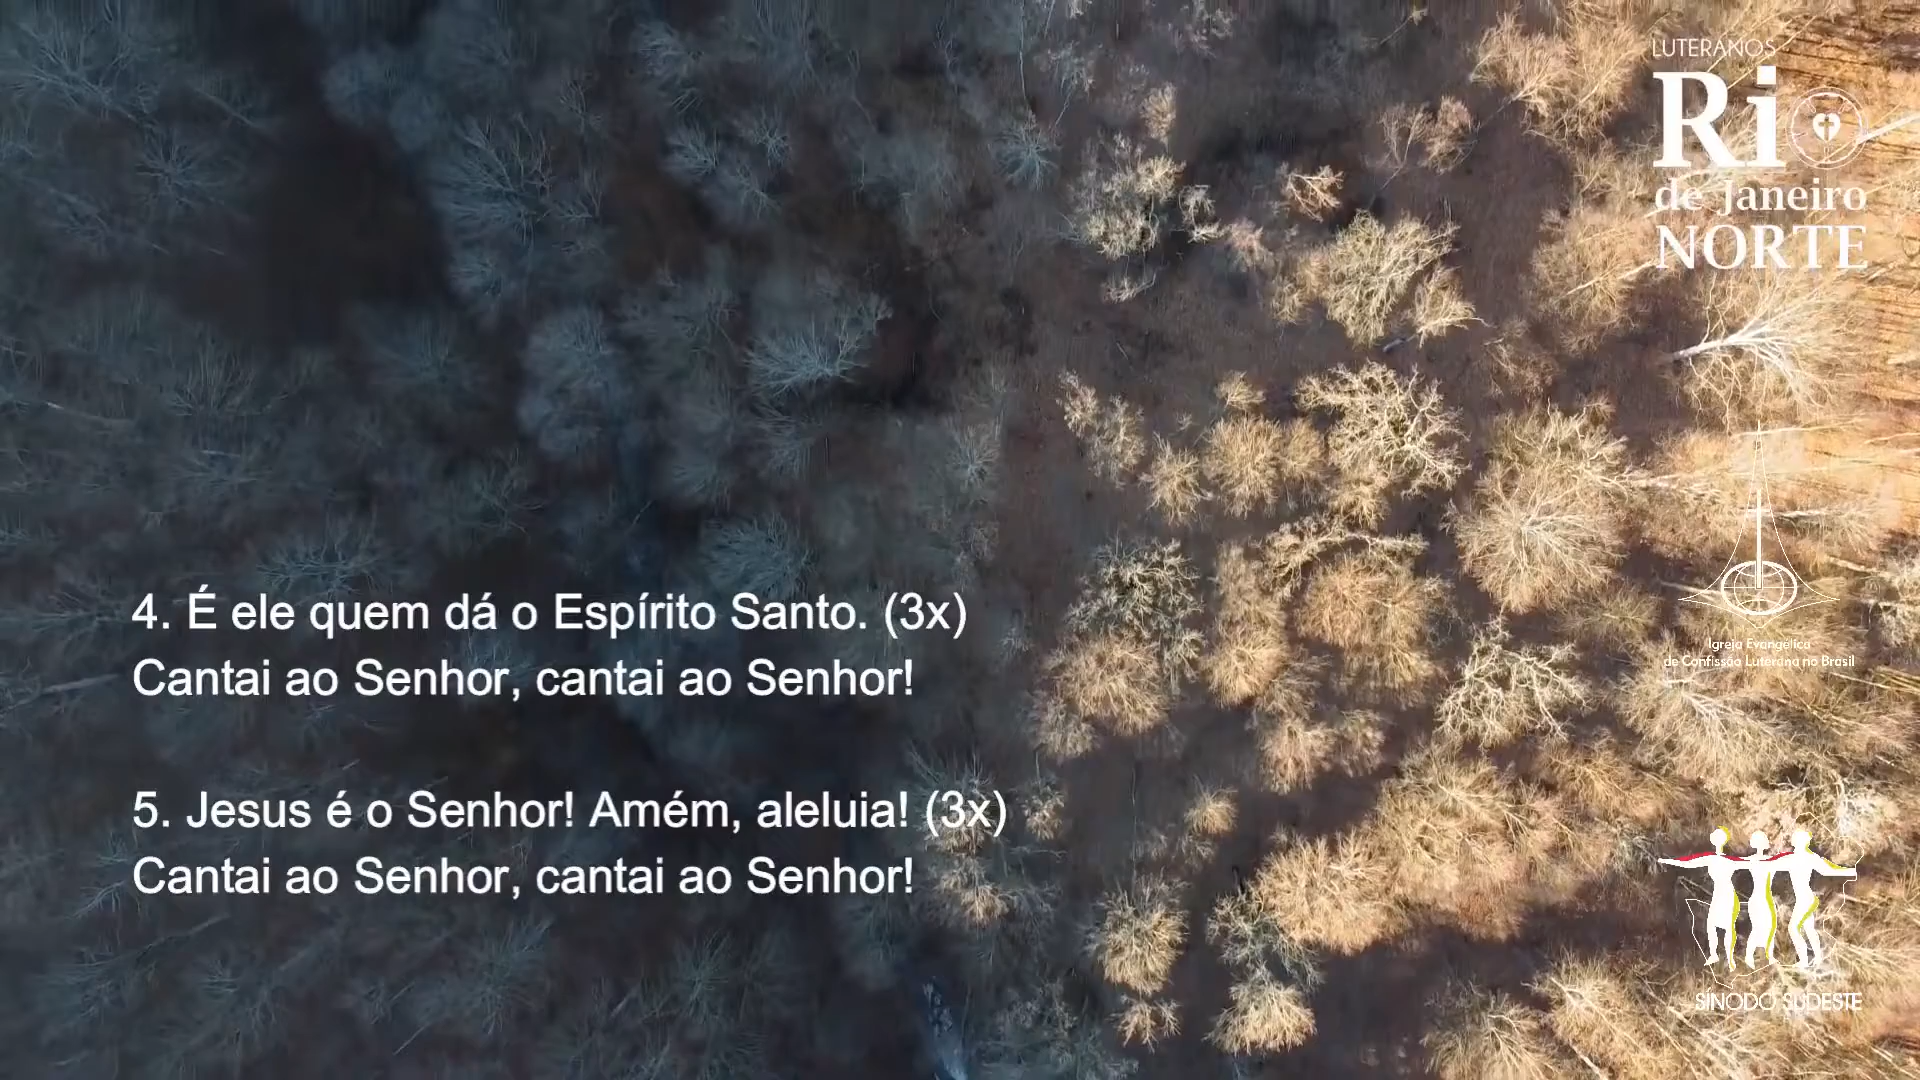 4. É ele quem dá o Espírito Santo. (3x)
Cantai ao Senhor, cantai ao Senhor!
5. Jesus é o Senhor! Amém, aleluia! (3x)
Cantai ao Senhor, cantai ao Senhor!
LUTERANOS
Rio
de Janeiro
NORTE
Igreja Evangélica
de Confissão Luterana no Brasil
SÍNODO SUDESTE